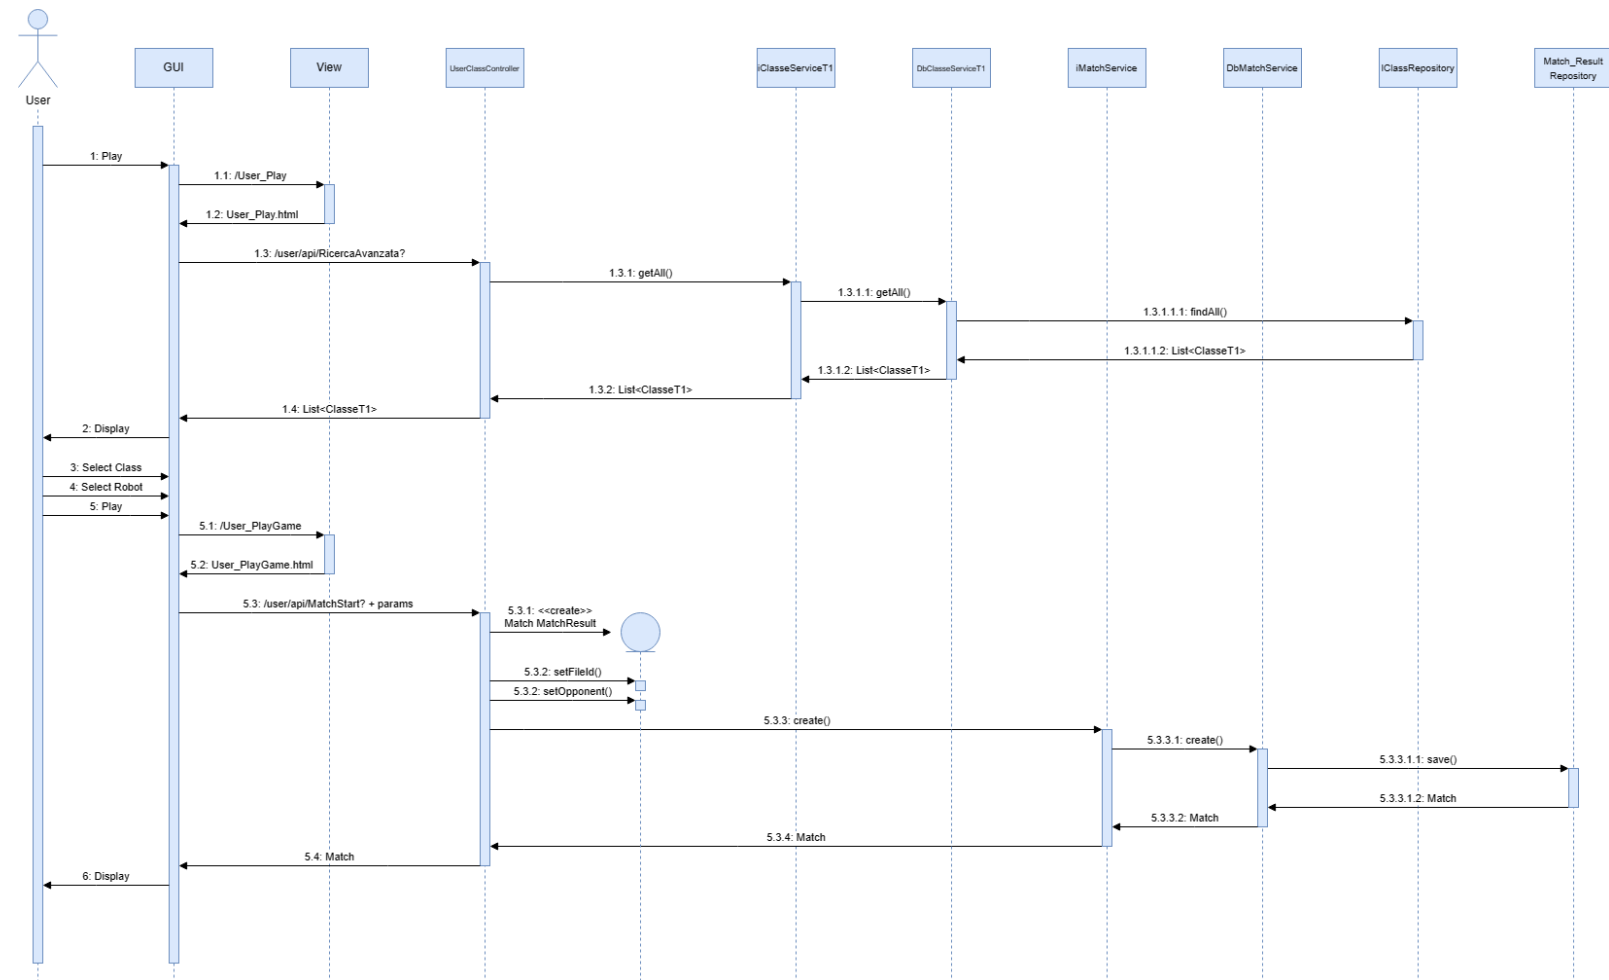 User
GUI
View
UserClassController
iClasseServiceT1
DbClasseServiceT1
iMatchService
DbMatchService
IClassRepository
Match_Result
Repository
1: Play
1.1: /User_Play
1.2: User_Play.html
1.3: /user/api/RicercaAvanzata?
1.3.1: getAll()
1.3.1.1: getAll()
1.3.1.1.1: findAll()
1.3.1.1.2: List<ClasseT1>
1.3.1.2: List<ClasseT1>
1.3.2: List<ClasseT1>
1.4: List<ClasseT1>
2: Display
3: Select Class
4: Select Robot
5: Play
5.1: /User_PlayGame
5.2: User_PlayGame.html
5.3: /user/api/MatchStart? + params
5.3.1: <<create>>
Match MatchResult
5.3.2: setFileId()
5.3.2: setOpponent()
5.3.3: create()
5.3.3.1: create()
5.3.3.1.1: save()
5.3.3.1.2: Match
5.3.3.2: Match
5.3.4: Match
5.4: Match
6: Display